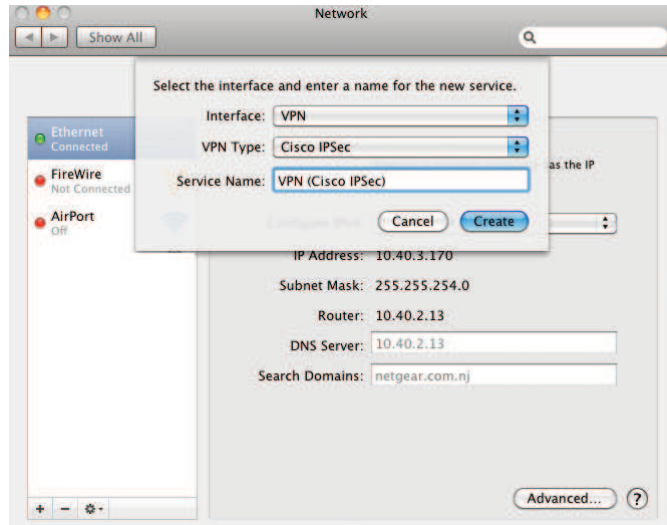 Network
Show All
Select the interface and enter a name for the new service.
Interface: VPN
VPN Type: Cisco IPSec
Service Name: VPN (Cisco IPSec)
Cancel Create
Ethernet
Connected
FireWire
Not Connected
AirPort
Off
as the IP
IP Address: 10.40.3.170
Subnet Mask: 255.255.254.0
Router: 10.40.2.13
DNS Server: 10.40.2.13
Search Domains: netgear.com.nj
Advanced... ?